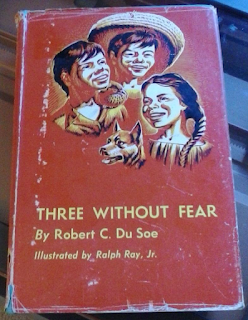 THREE WITHOUT FEAR
By Robert C. Du Soe
Illustrated by Ralph Ray, Jr.